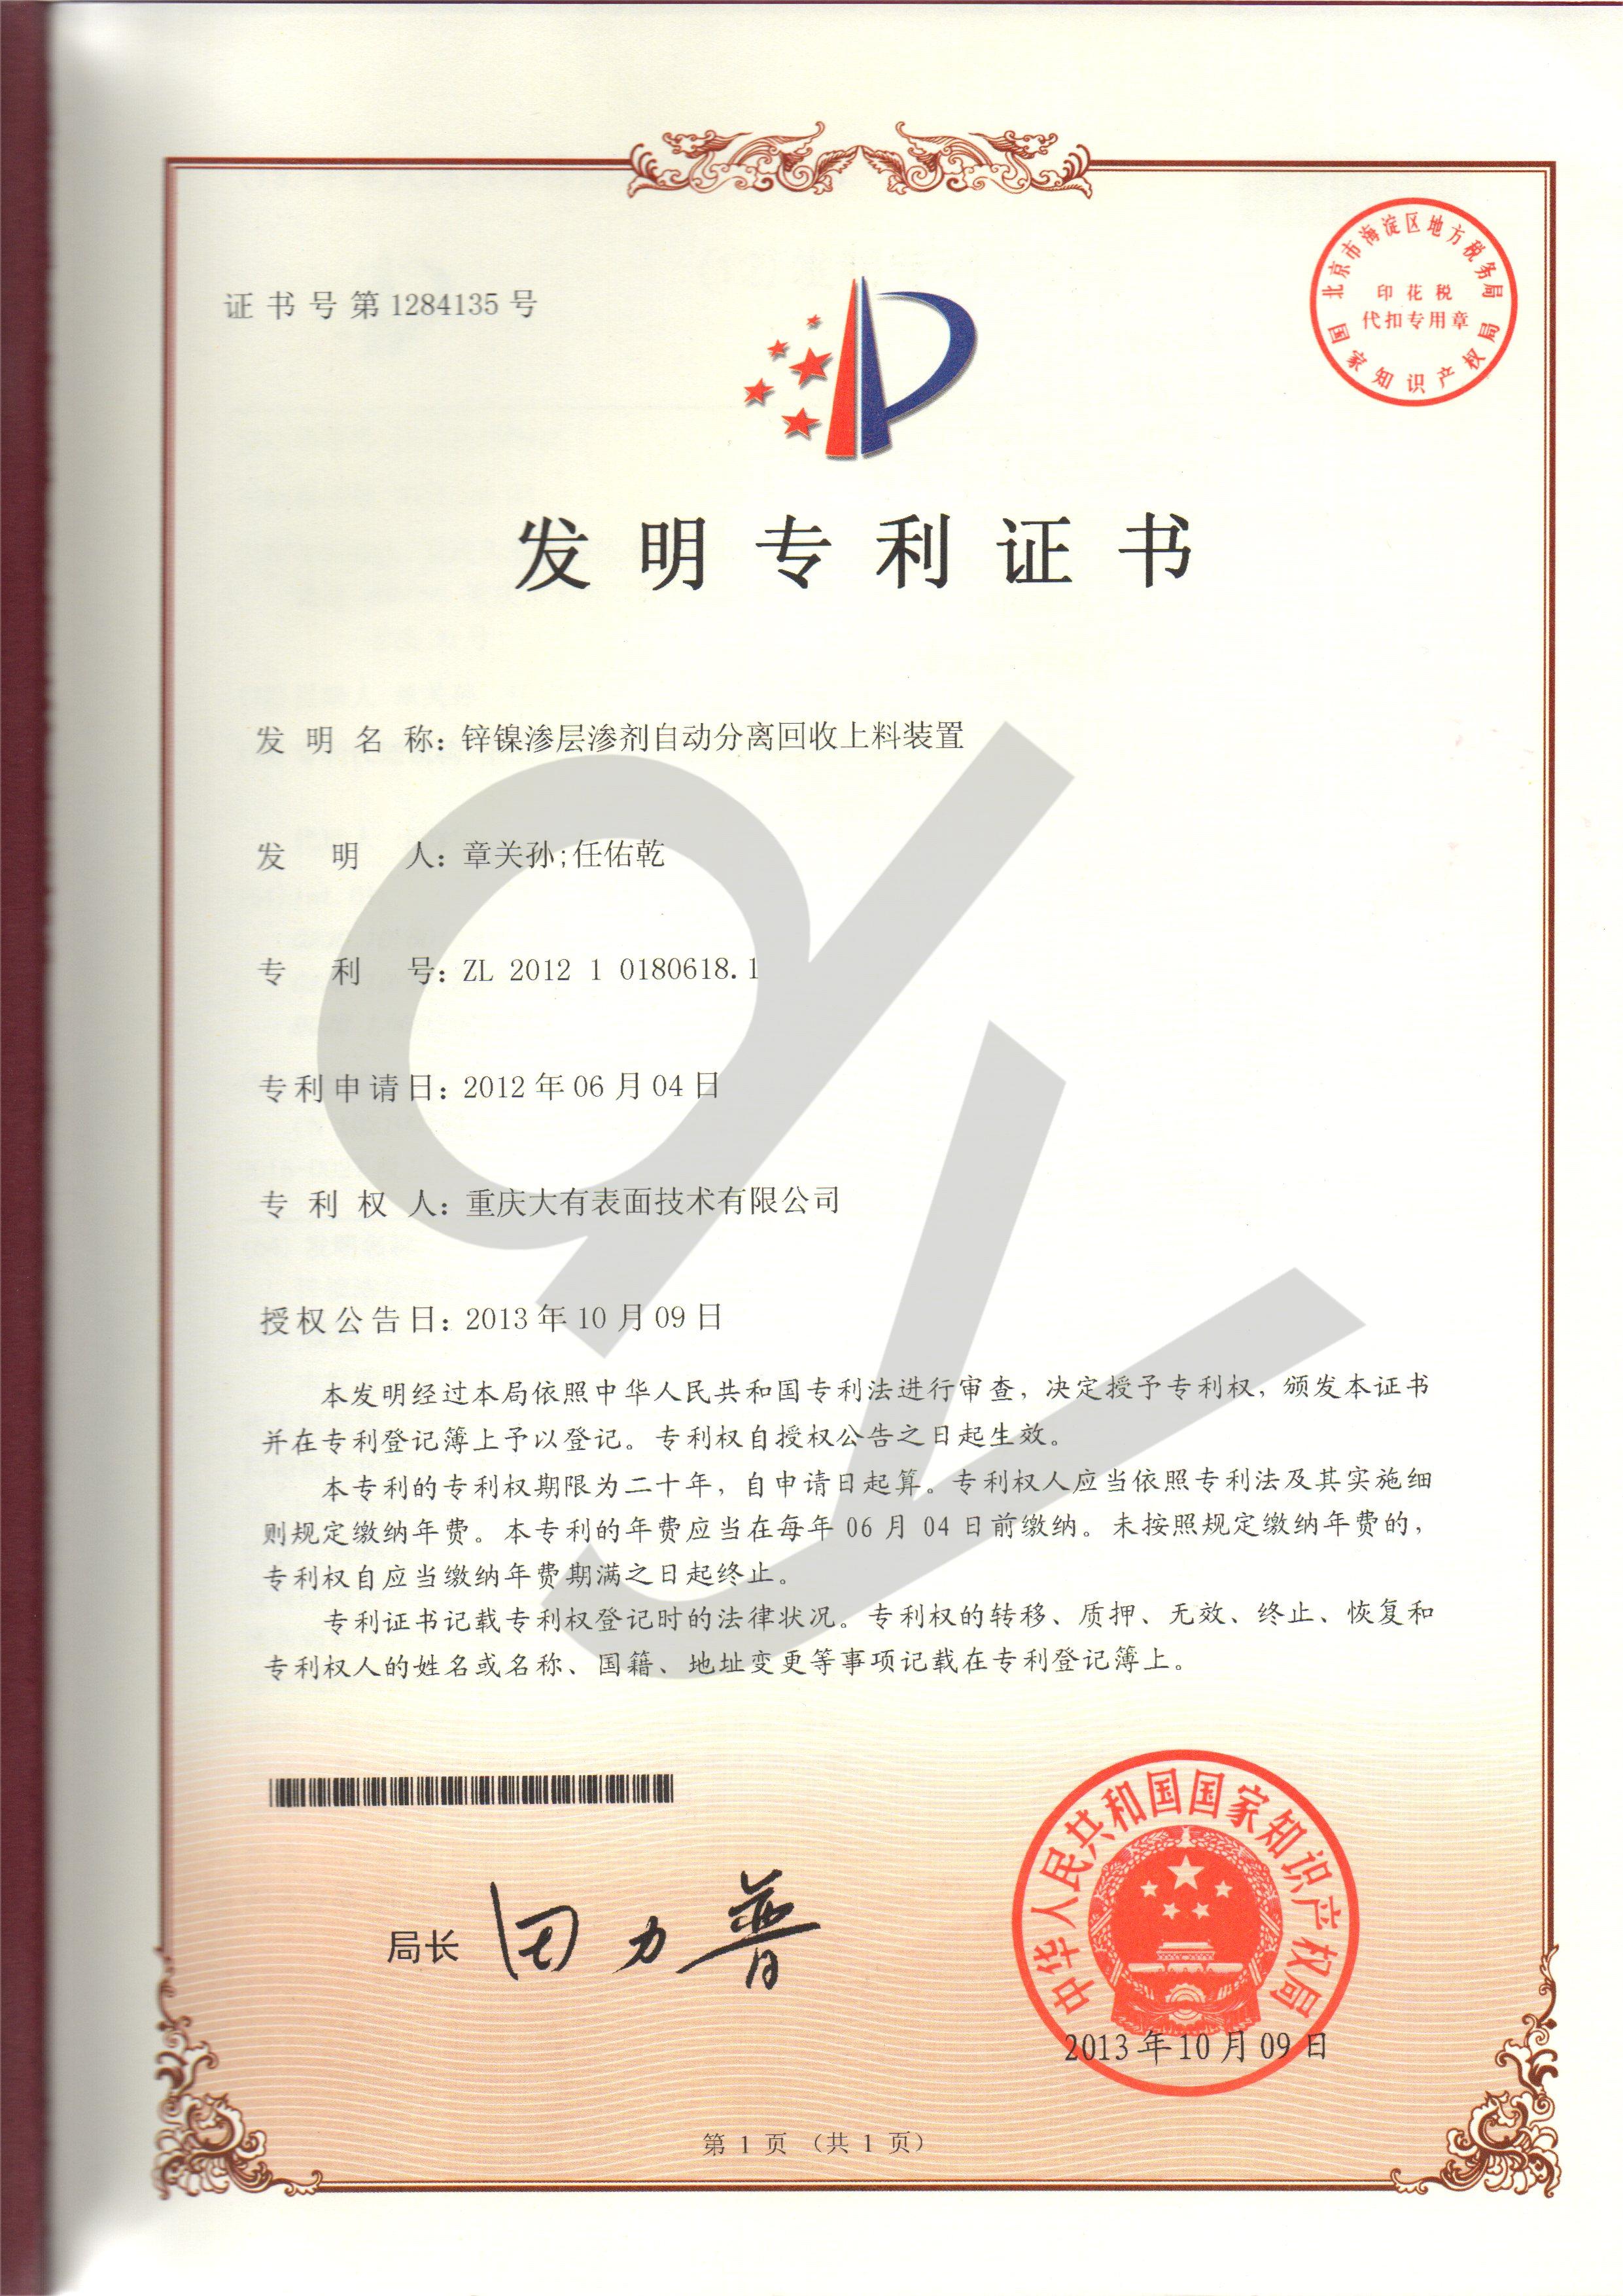 证书号第1284135号
北京市海淀区地方税务局
印花税
代扣专用章
国家知识产权局
发明专利证书
发明名称：锌镍渗层渗剂自动分离回收上料装置
发明人：章关孙;任佑乾
专利号：ZL 2012 1 0180618.1
专利申请日：2012年06月04日
专利权人：重庆大有表面技术有限公司
授权公告日：2013年10月09日
本发明经过本局依照中华人民共和国专利法进行审查，决定授予专利权，颁发本证书
并在专利登记簿上予以登记。专利权自授权公告之日起生效。
本专利的专利权期限为二十年，自申请日起算。专利权人应当依照专利法及其实施细
则规定缴纳年费。本专利的年费应当在每年06月04日前缴纳。未按照规定缴纳年费的，
专利权自应当缴纳年费期满之日起终止。
专利证书记载专利权登记时的法律状况。专利权的转移、质押、无效、终止、恢复和
专利权人的姓名或名称、国籍、地址变更等事项记载在专利登记簿上。
局长 田力普
中华人民共和国国家知识产权局
2013年10月09日
第 1 页 （共 1 页）